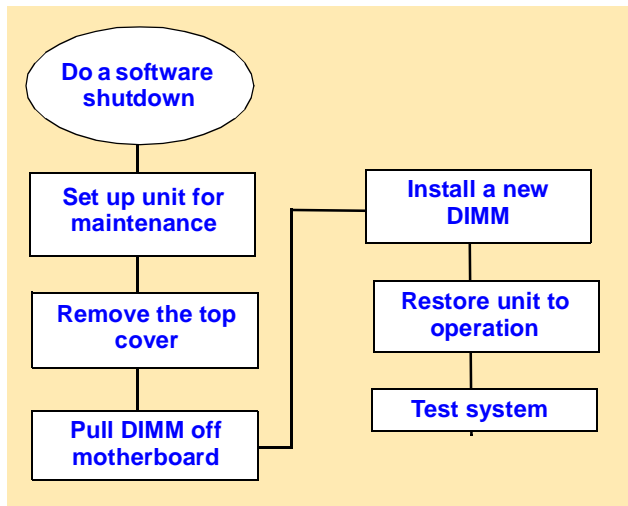 Do a software
shutdown
Set up unit for
maintenance
Remove the top
cover
Pull DIMM off
motherboard
Install a new
DIMM
Restore unit to
operation
Test system